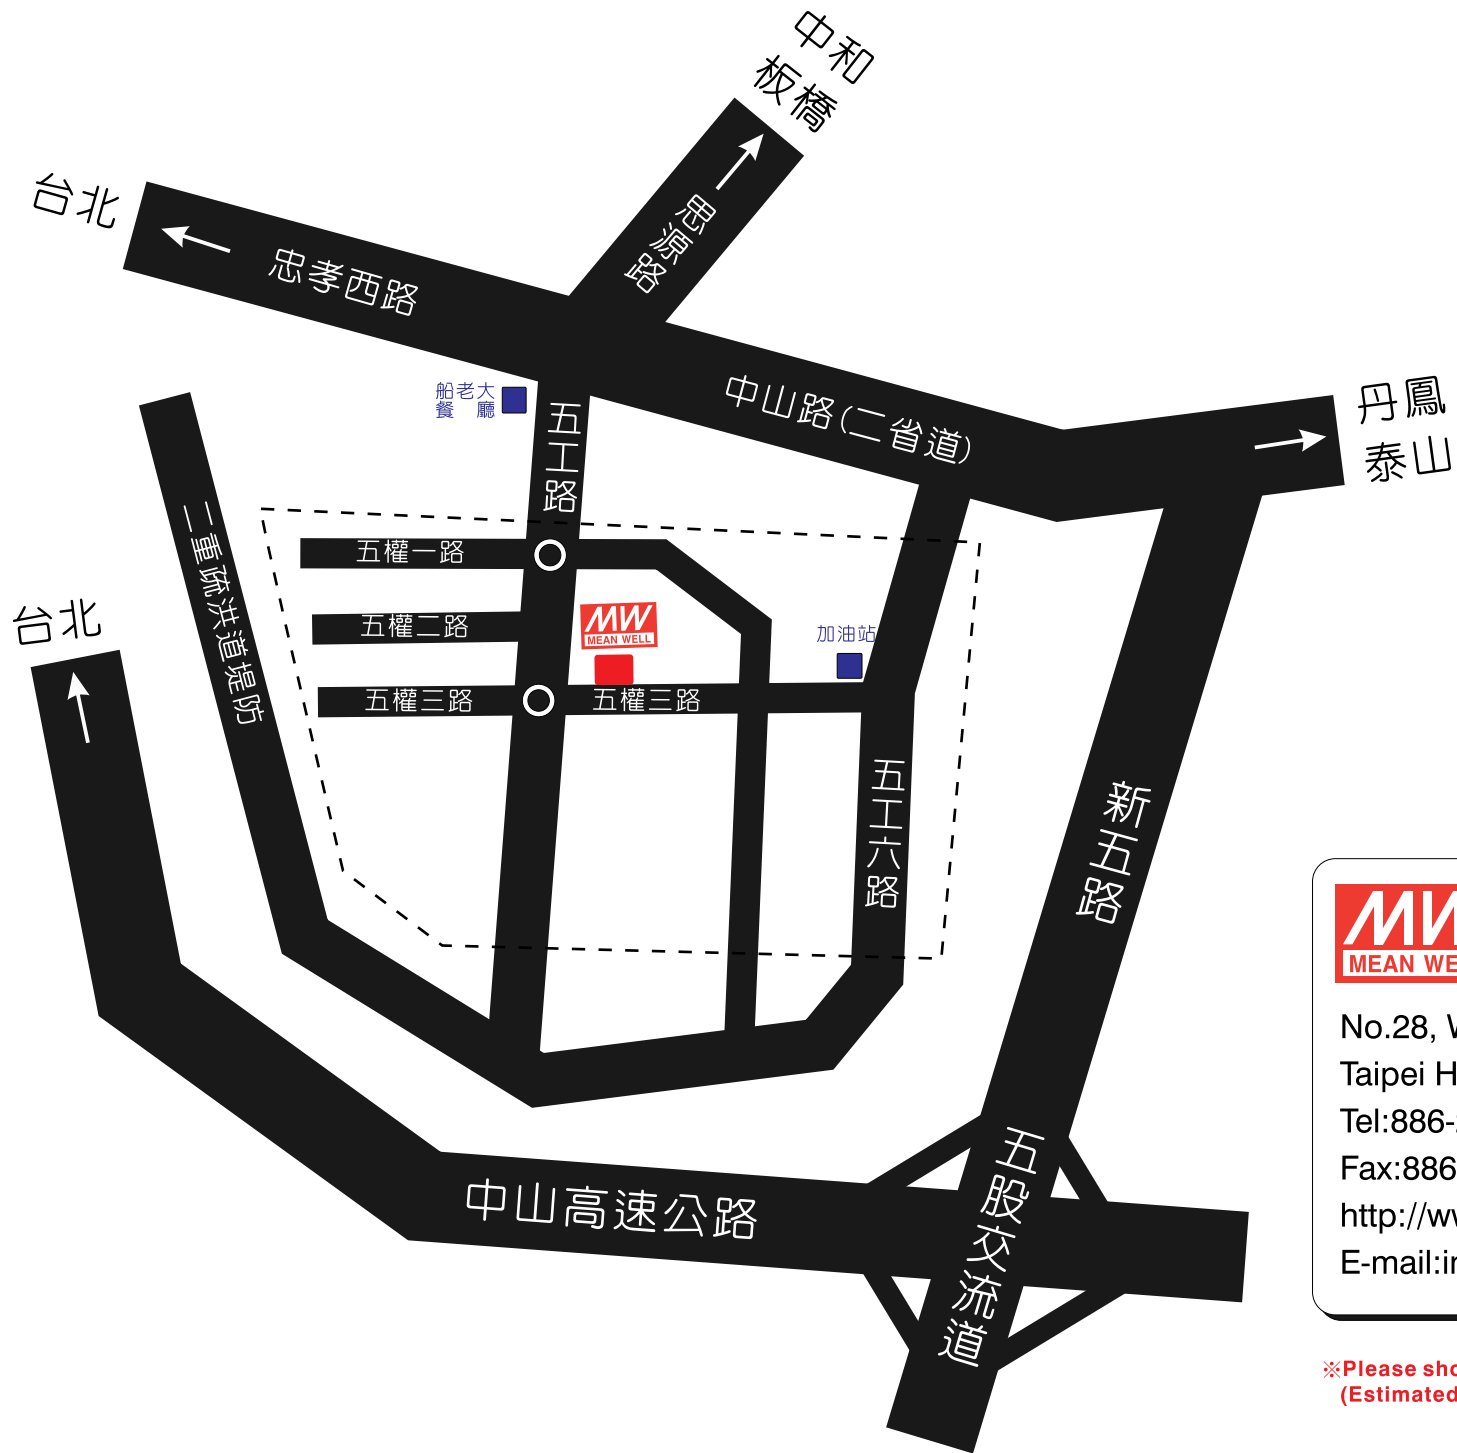 中和
板橋
台北
思源路
忠孝西路
船老大
餐廳
中山路(二省道)
丹鳳
泰山
五工路
二重疏洪道堤防
五權一路
五權二路
MW
MEAN WELL
加油站
五權三路
五權三路
台北
五工六路
新五路
MW
MEAN WE
No.28, W
Taipei H
Tel:886-
Fax:886
http://ww
E-mail:in
中山高速公路
五股交流道
※Please sho
(Estimated